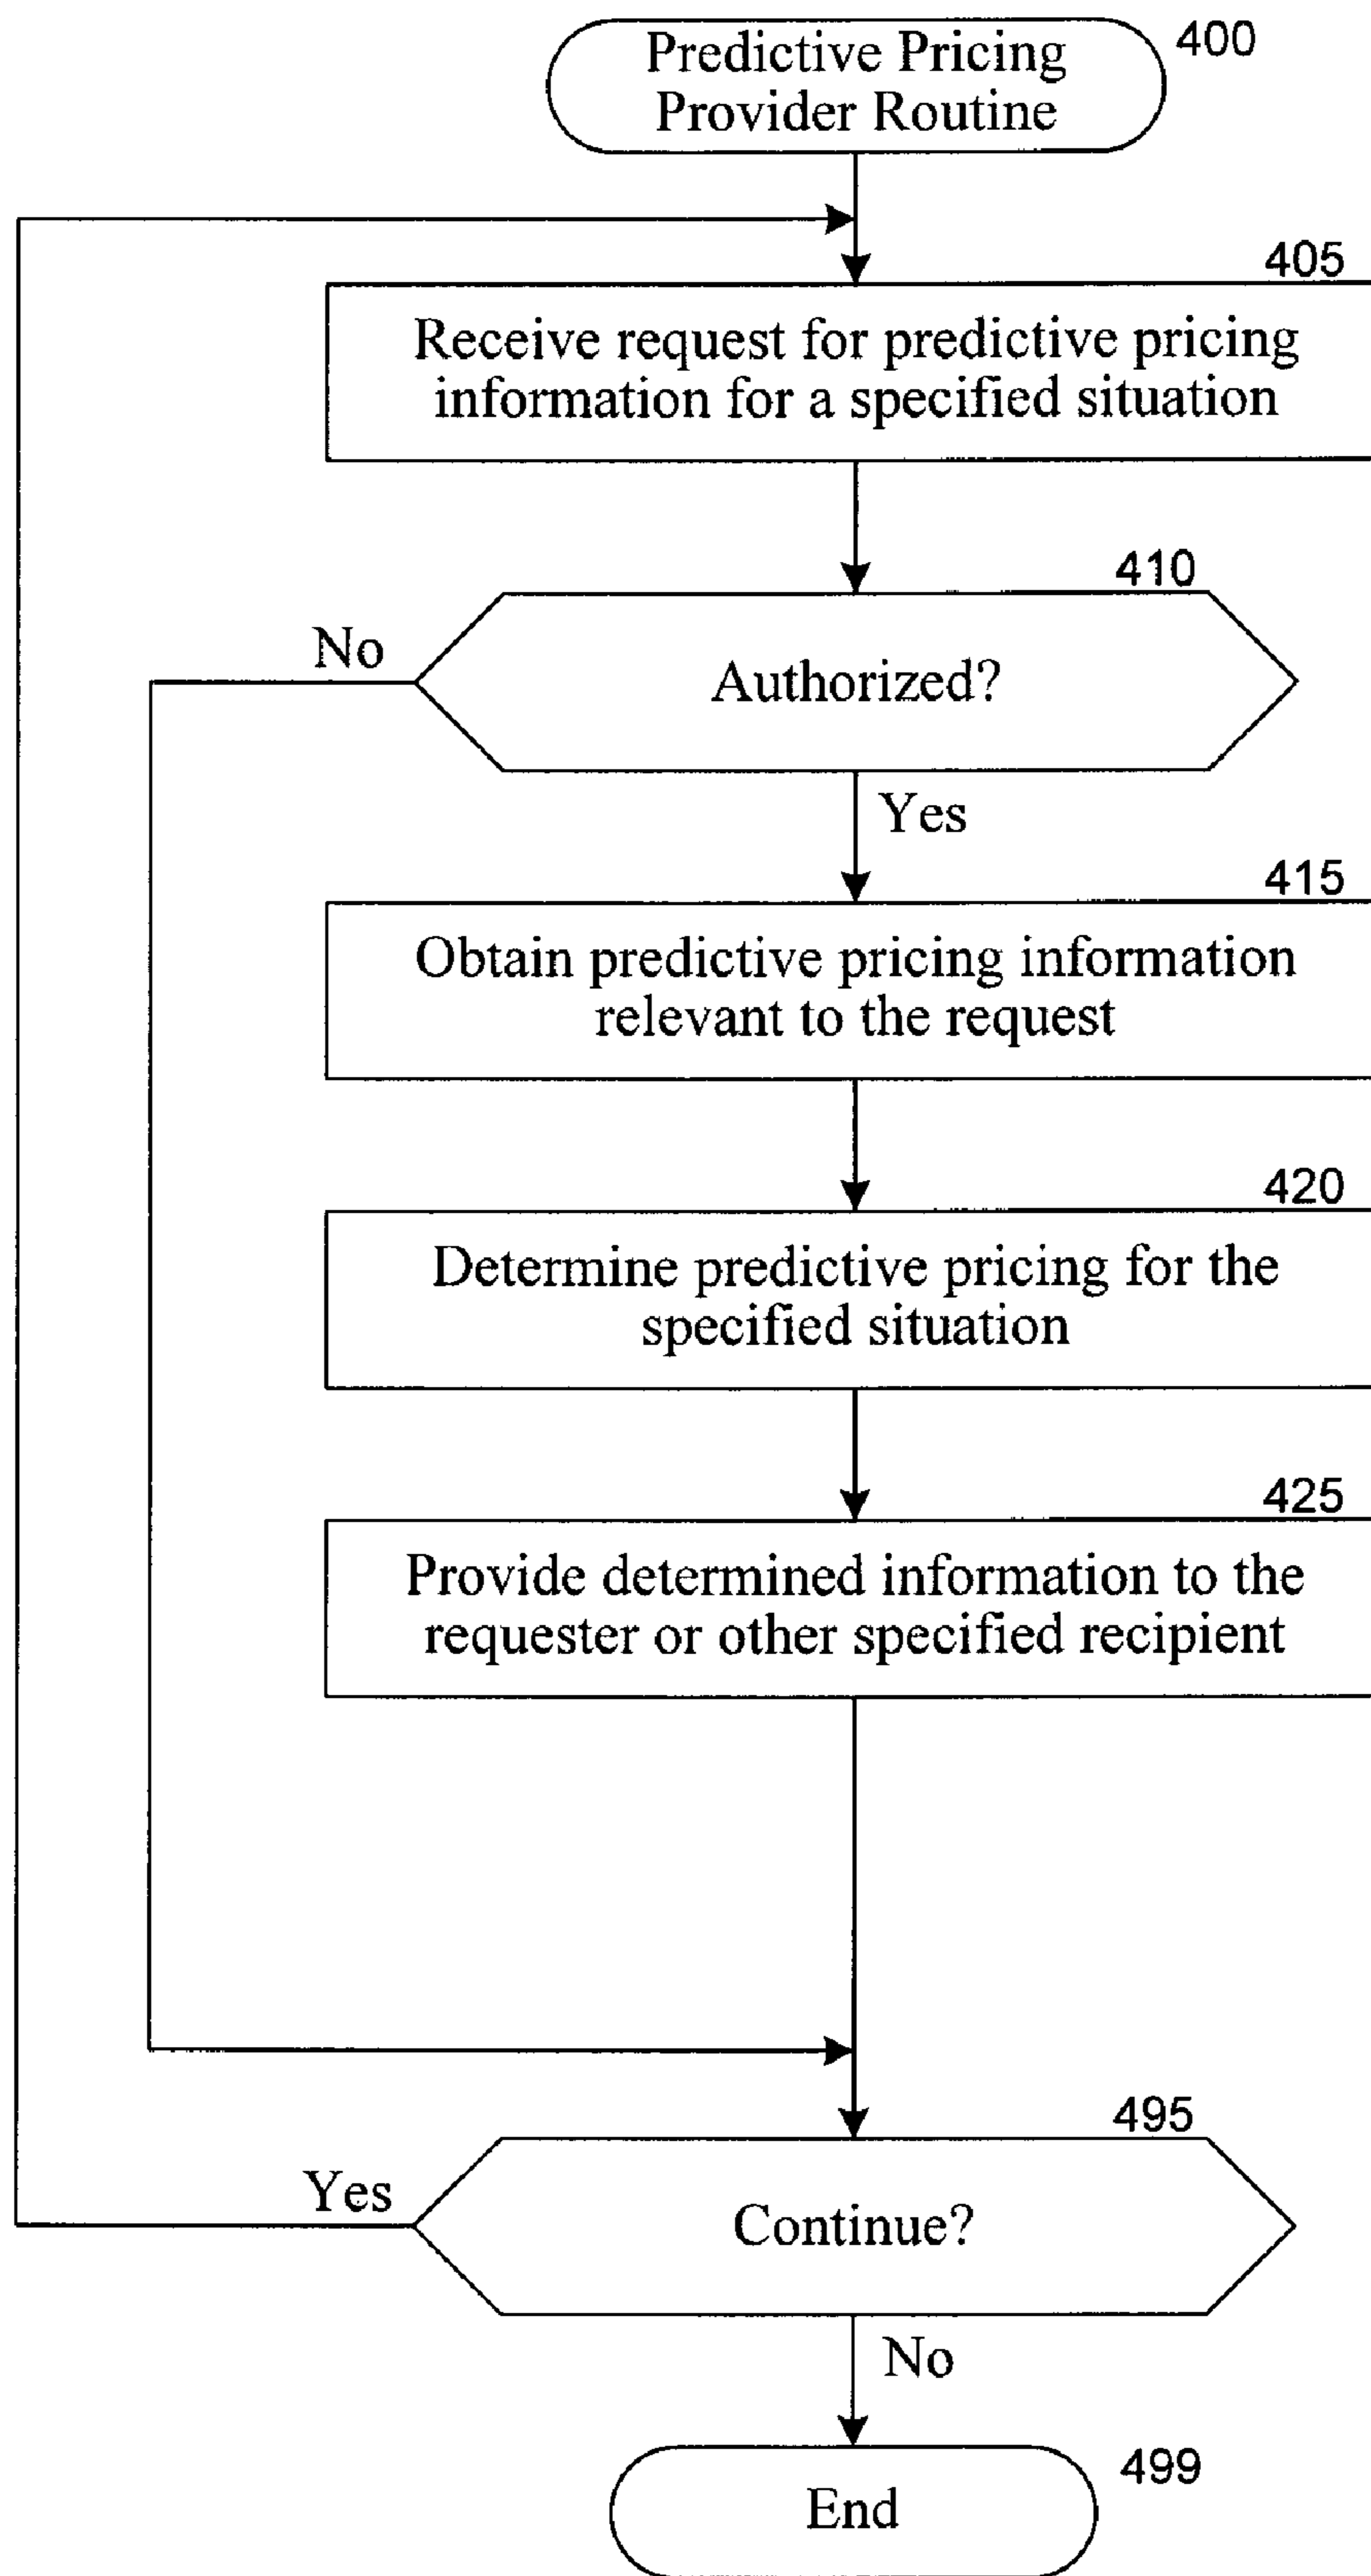 Predictive Pricing
Provider Routine
400
405
Receive request for predictive pricing
information for a specified situation
410
No
Authorized?
Yes
415
Obtain predictive pricing information
relevant to the request
420
Determine predictive pricing for the
specified situation
425
Provide determined information to the
requester or other specified recipient
495
Yes
Continue?
No
499
End